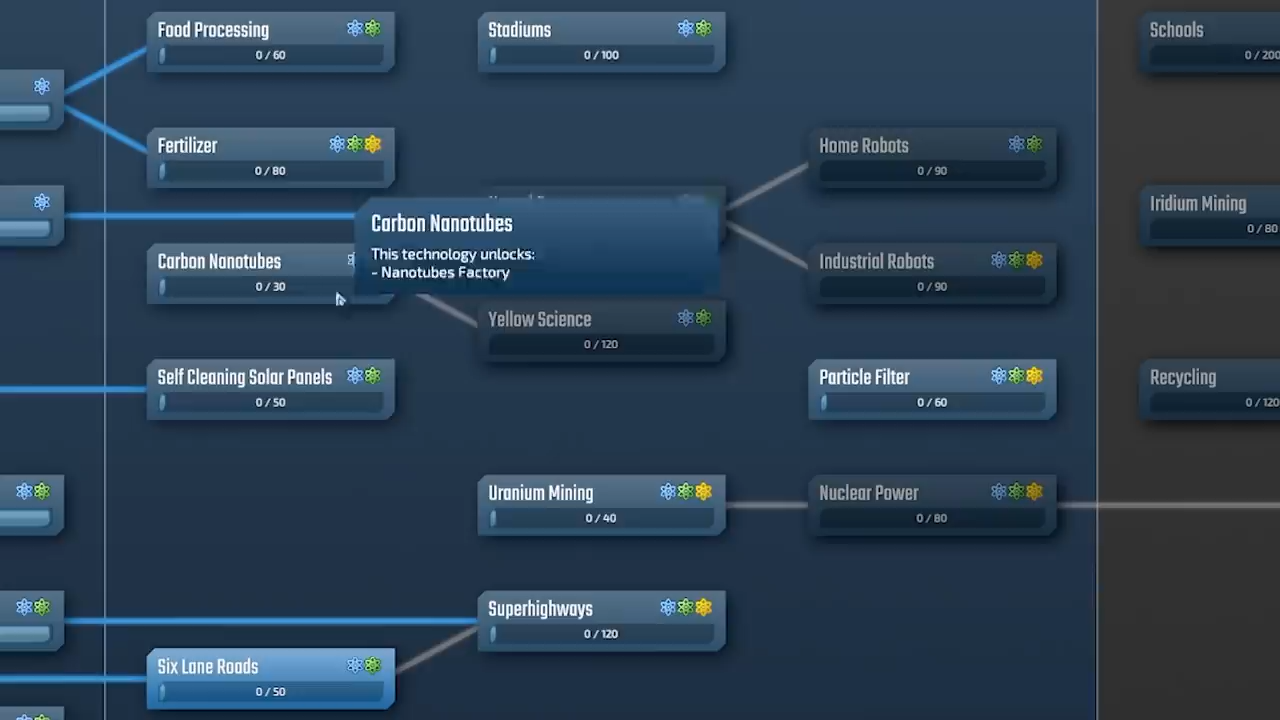 Food Processing
0 / 60
Stadiums
0 / 100
Schools
0 / 200
Fertilizer
0 / 80
Home Robots
0 / 90
Iridium Mining
0 / 80
Carbon Nanotubes
This technology unlocks:
- Nanotubes Factory
Carbon Nanotubes
0 / 30
Industrial Robots
0 / 90
Yellow Science
0 / 120
Self Cleaning Solar Panels
0 / 50
Particle Filter
0 / 60
Recycling
0 / 120
Uranium Mining
0 / 40
Nuclear Power
0 / 80
Superhighways
0 / 120
Six Lane Roads
0 / 50